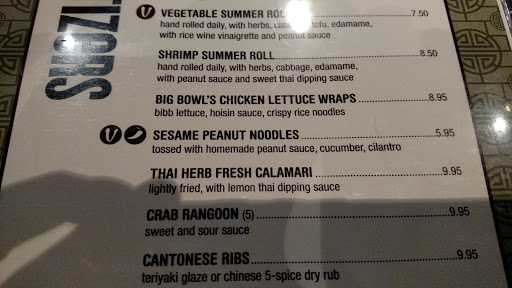 TIZERS
V VEGETABLE SUMMER ROLL 7.50
hand rolled daily, with herbs, cabbage, tofu, edamame,
with rice wine vinaigrette and peanut sauce
SHRIMP SUMMER ROLL 8.50
hand rolled daily, with herbs, cabbage, edamame,
with peanut sauce and sweet thai dipping sauce
BIG BOWL'S CHICKEN LETTUCE WRAPS 8.95
bibb lettuce, hoisin sauce, crispy rice noodles
V SESAME PEANUT NOODLES 5.95
tossed with homemade peanut sauce, cucumber, cilantro
THAI HERB FRESH CALAMARI 9.95
lightly fried, with lemon thai dipping sauce
CRAB RANGOON (5) 9.95
sweet and sour sauce
CANTONESE RIBS 9.95
teriyaki glaze or chinese 5-spice dry rub